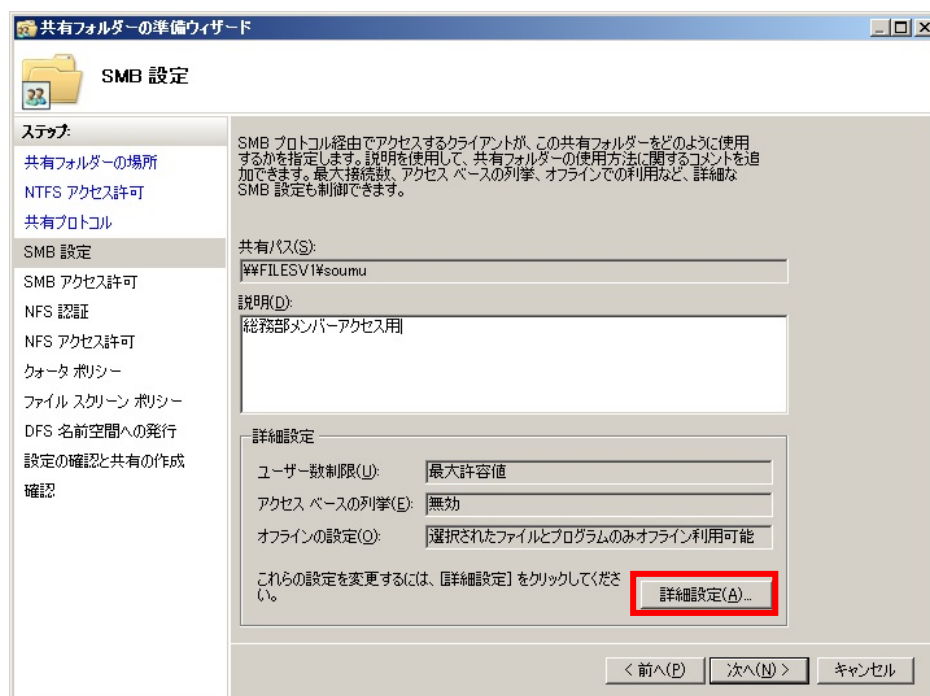 共有フォルダーの準備ウィザード
SMB 設定
ステップ:
共有フォルダーの場所
NTFS アクセス許可
共有プロトコル
SMB 設定
SMB アクセス許可
NFS 認証
NFS アクセス許可
クォータ ポリシー
ファイル スクリーン ポリシー
DFS 名前空間への発行
設定の確認と共有の作成
確認
SMB プロトコル経由でアクセスするクライアントが、この共有フォルダーをどのように使用
するかを指定します。説明を使用して、共有フォルダーの使用方法に関するコメントを追
加できます。最大接続数、アクセス ベースの列挙、オフラインでの利用など、詳細な
SMB 設定も制御できます。
共有パス(S):
¥¥FILESV1¥soumu
説明(D):
総務部メンバーアクセス用
詳細設定
ユーザー数制限(U): 最大許容値
アクセス ベースの列挙(E): 無効
オフラインの設定(O): 選択されたファイルとプログラムのみオフライン利用可能
これらの設定を変更するには、[詳細設定] をクリックしてくださ
い。
詳細設定(A)...
< 前へ(P) 次へ(N) > キャンセル